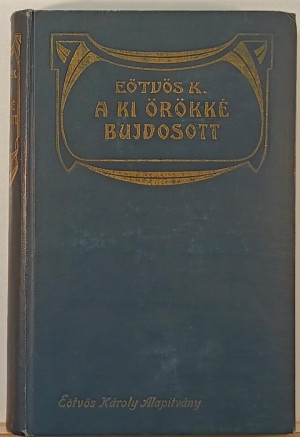 EÖTVÖS K.
A KI ÖRÖKKÉ
BUJDOSOTT
Eötvös Károly Alapítvány